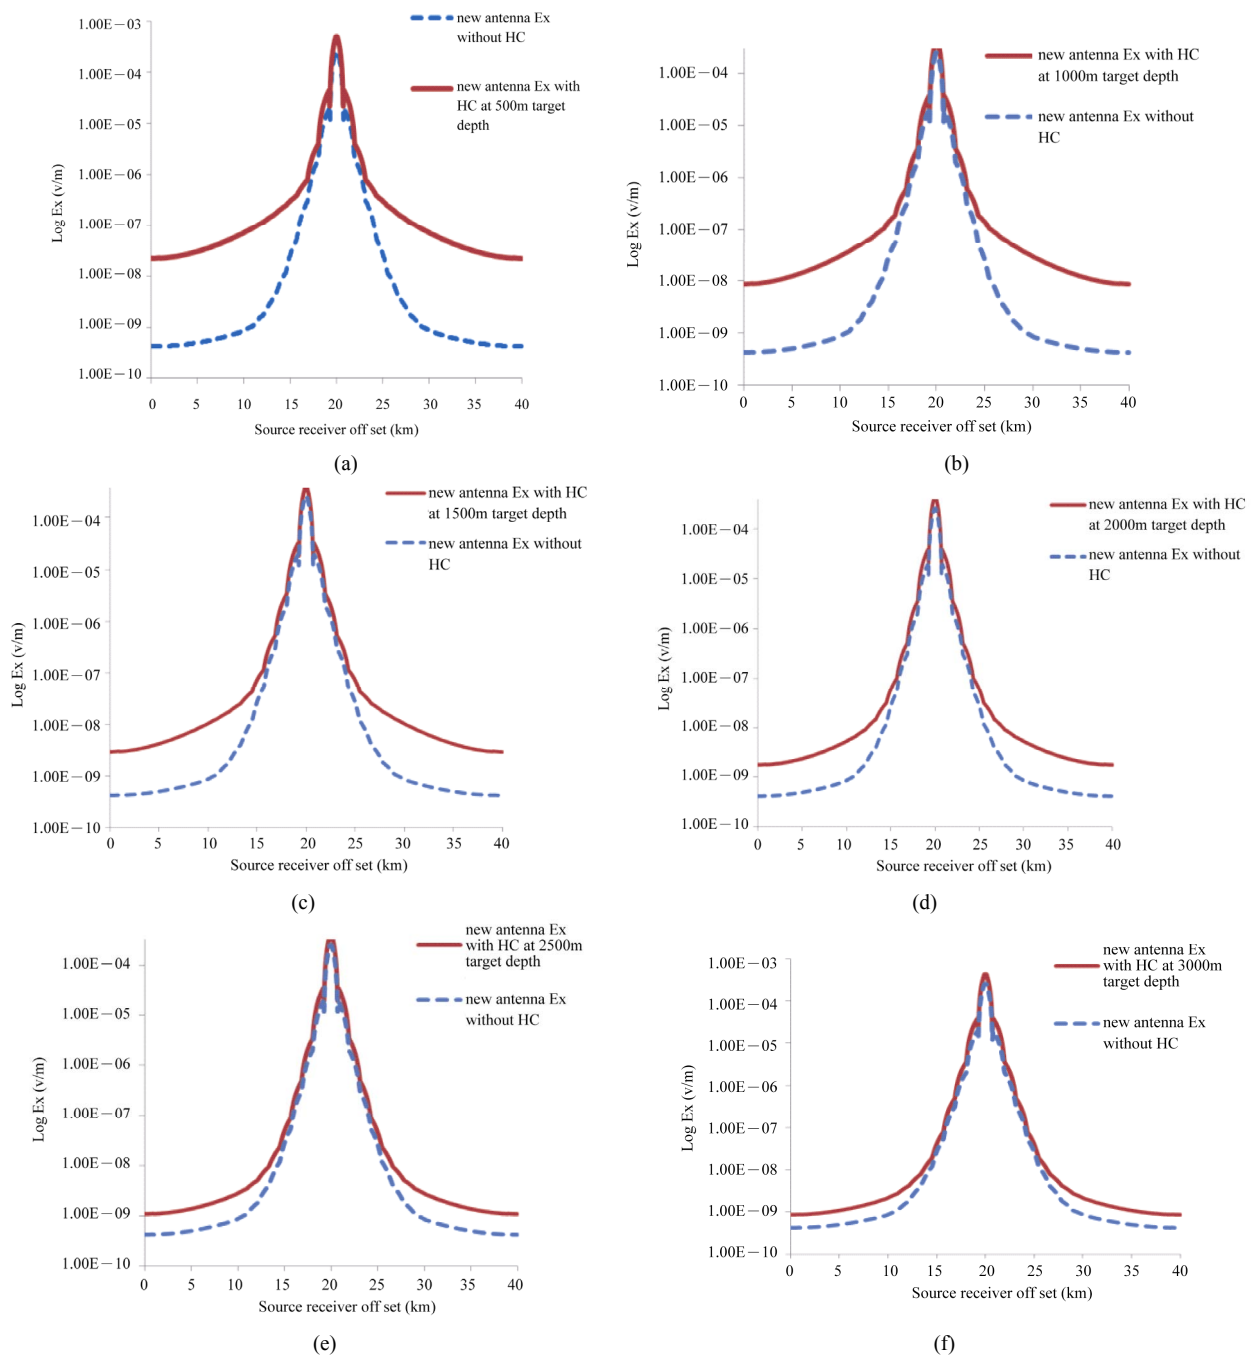 1.00E－03
1.00E－04
1.00E－05
1.00E－06
1.00E－07
1.00E－08
1.00E－09
1.00E－10
Log Ex (v/m)
0 5 10 15 20 25 30 35 40
Source receiver off set (km)
new antenna Ex
without HC
new antenna Ex with
HC at 500m target
depth
(a)
1.00E－04
1.00E－05
1.00E－06
1.00E－07
1.00E－08
1.00E－09
1.00E－10
Log Ex (v/m)
0 5 10 15 20 25 30 35 40
Source receiver off set (km)
new antenna Ex with HC
at 1000m target depth
new antenna Ex without
HC
(b)
1.00E－04
1.00E－05
1.00E－06
1.00E－07
1.00E－08
1.00E－09
1.00E－10
Log Ex (v/m)
0 5 10 15 20 25 30 35 40
Source receiver off set (km)
new antenna Ex with HC
at 1500m target depth
new antenna Ex without
HC
(c)
1.00E－04
1.00E－05
1.00E－06
1.00E－07
1.00E－08
1.00E－09
1.00E－10
Log Ex (v/m)
0 5 10 15 20 25 30 35 40
Source receiver off set (km)
new antenna Ex with HC
at 2000m target depth
new antenna Ex without
HC
(d)
1.00E－04
1.00E－05
1.00E－06
1.00E－07
1.00E－08
1.00E－09
1.00E－10
Log Ex (v/m)
0 5 10 15 20 25 30 35 40
Source receiver off set (km)
new antenna Ex
with HC at 2500m
target depth
new antenna Ex
without HC
(e)
1.00E－03
1.00E－04
1.00E－05
1.00E－06
1.00E－07
1.00E－08
1.00E－09
1.00E－10
Log Ex (v/m)
0 5 10 15 20 25 30 35 40
Source receiver off set (km)
new antenna Ex
with HC at 3000m
target depth
new antenna Ex
without HC
(f)